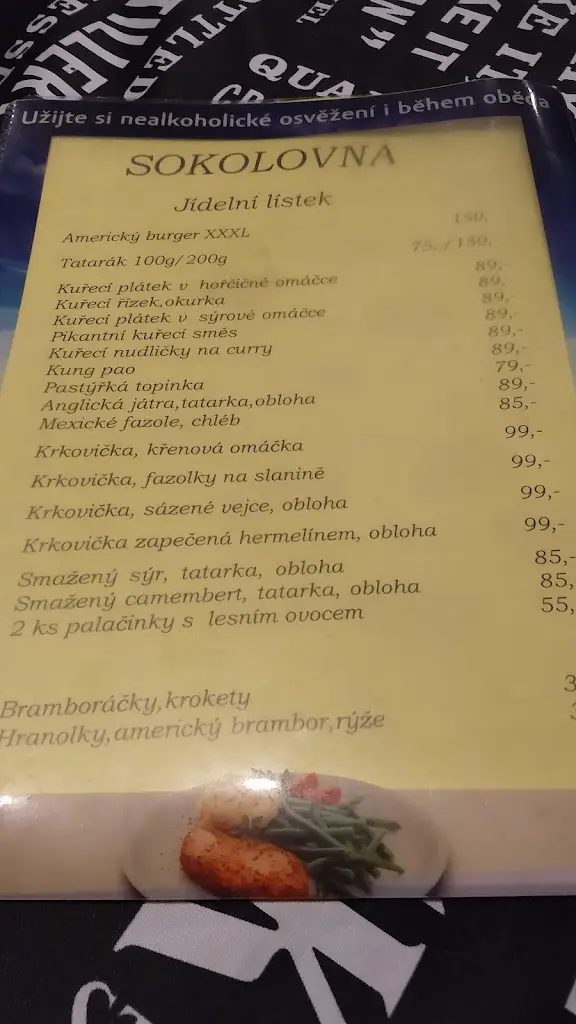 KILLER
TTLED
QUA
KEIT
Užijte si nealkoholické osvěžení i během oběda
SOKOLOVNA
Jídelní lístek
Americký burger XXXL 150,
Tatarák 100g/200g 75,-/150,
Kuřecí plátek v hořčičné omáčce 89,-
Kuřecí řízek,okurka 89,
Kuřecí plátek v sýrové omáčce 89,-
Pikantní kuřecí směs 89,-
Kuřecí nudličky na curry 89,-
Kung pao 89,-
Pastýřká topinka 79,-
Anglická játra,tatarka,obloha 89,-
Mexické fazole, chléb 85,-
Krkovička, křenová omáčka 99,-
Krkovička, fazolky na slanině 99,-
Krkovička, sázené vejce, obloha 99,-
Krkovička zapečená hermelínem, obloha 99,-
Smažený sýr, tatarka, obloha 85,-
Smažený camembert, tatarka, obloha 85,
2 ks palačinky s lesním ovocem 55,
Bramboráčky,krokety 3
Hranolky,americký brambor,rýže